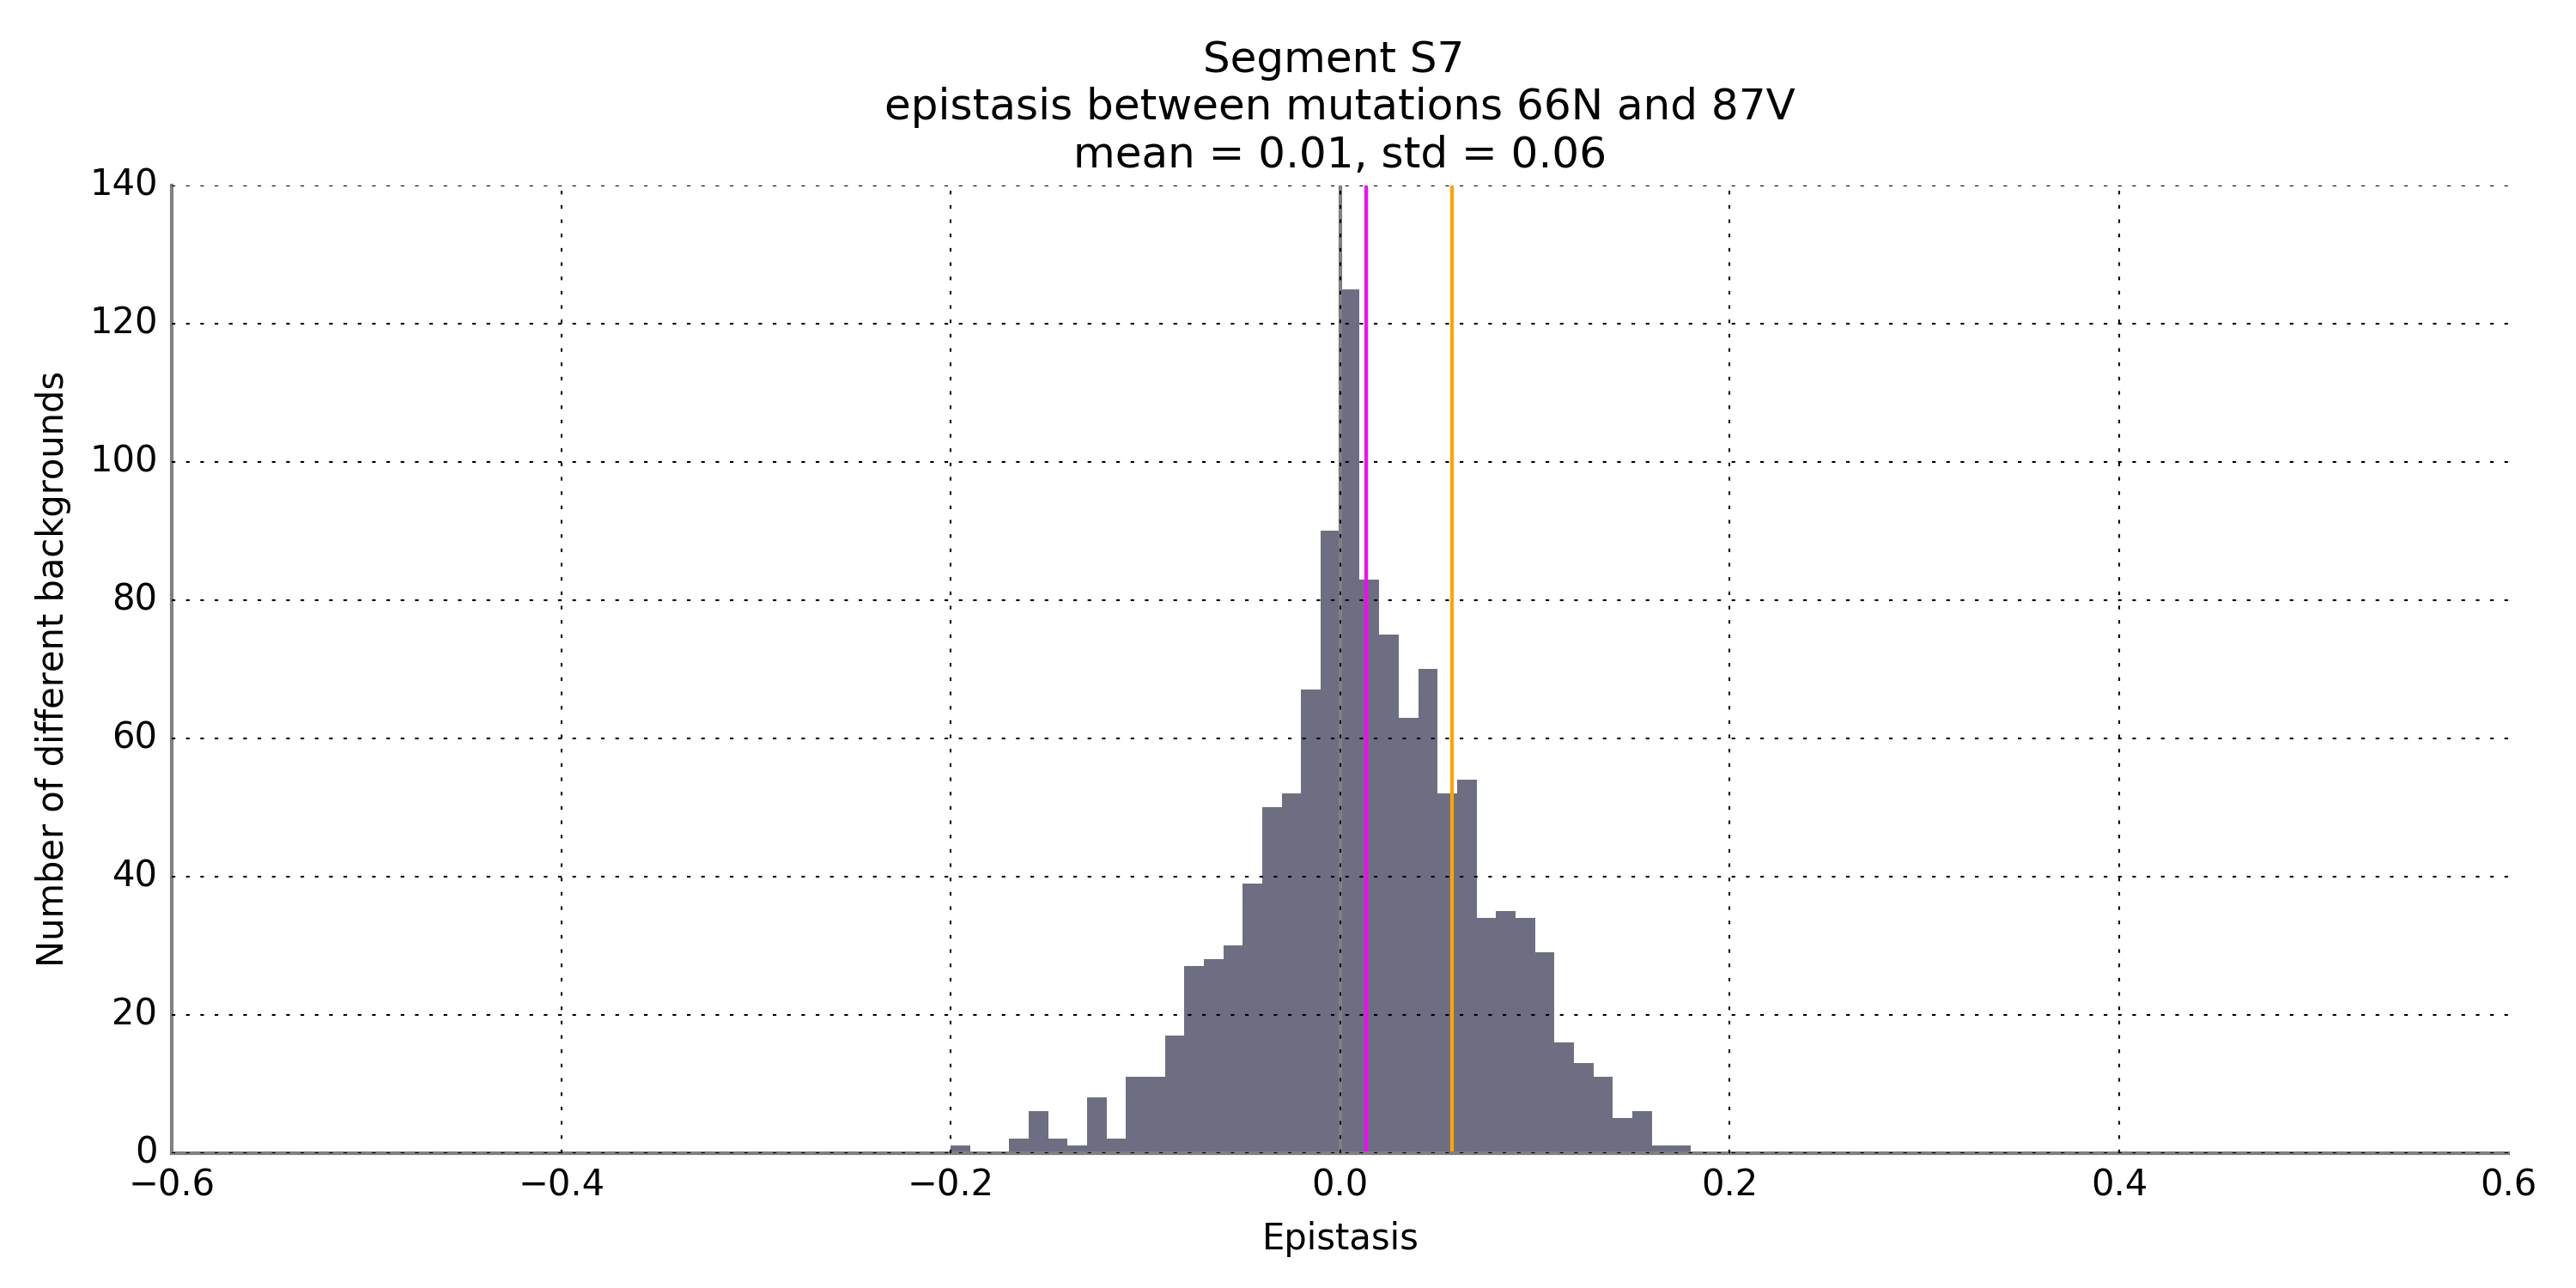 Segment S7
epistasis between mutations 66N and 87V
mean = 0.01, std = 0.06
140
120
100
80
60
40
20
0
Number of different backgrounds
−0.6 −0.4 −0.2 0.0 0.2 0.4 0.6
Epistasis